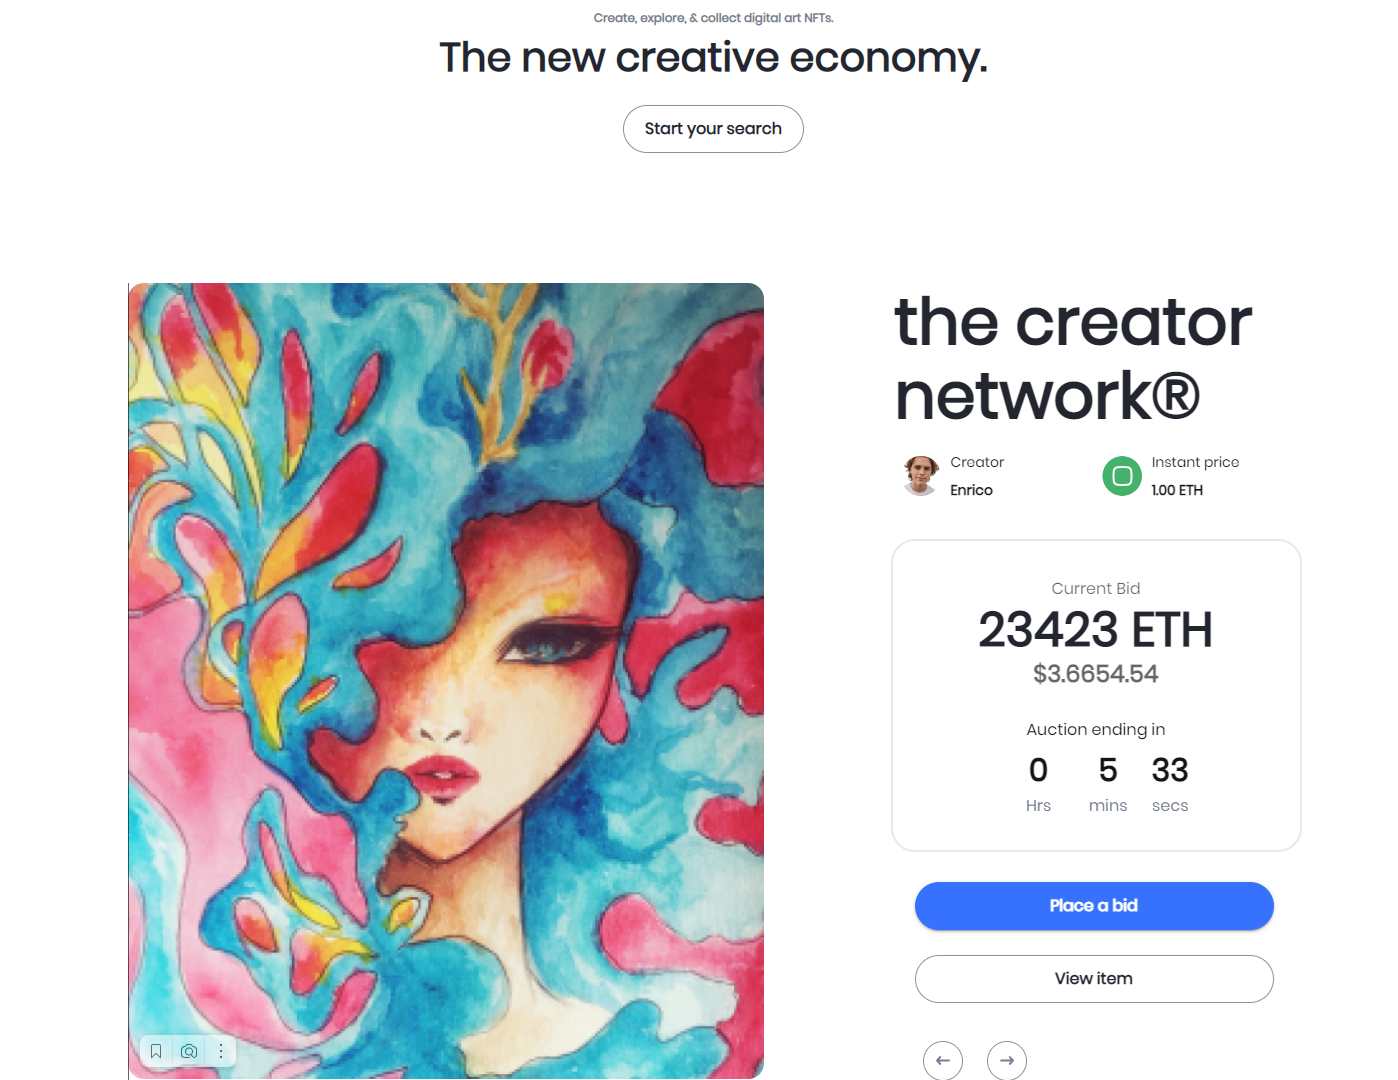 Create, explore, & collect digital art NFTs.
The new creative economy.
Start your search
the creator
network®
Creator
Enrico
Instant price
1.00 ETH
Current Bid
23423 ETH
$3.6654.54
Auction ending in
0 5 33
Hrs mins secs
Place a bid
View item